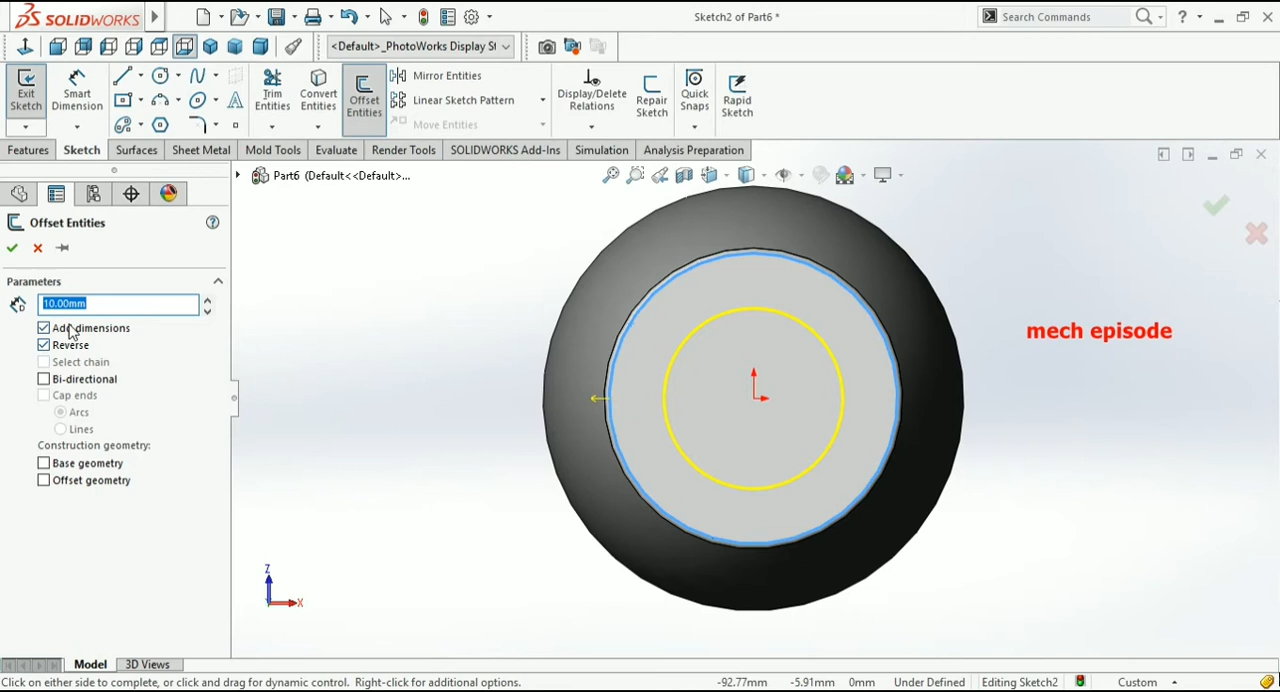 SOLIDWORKS
Sketch2 of Part6 *
Search Commands
?
<Default>_PhotoWorks Display St
Exit Sketch
Smart Dimension
Trim Entities
Convert Entities
Offset Entities
Mirror Entities
Linear Sketch Pattern
Move Entities
Display/Delete Relations
Repair Sketch
Quick Snaps
Rapid Sketch
Features Sketch Surfaces Sheet Metal Mold Tools Evaluate Render Tools SOLIDWORKS Add-Ins Simulation Analysis Preparation
Part6 (Default<<Default>...
Offset Entities
?
Parameters
D
10.00mm
Add dimensions
Reverse
Select chain
Bi-directional
Cap ends
Arcs
Lines
Construction geometry:
Base geometry
Offset geometry
mech episode
Z
X
Model 3D Views
Click on either side to complete, or click and drag for dynamic control. Right-click for additional options. -92.77mm -5.91mm 0mm Under Defined Editing Sketch2 Custom